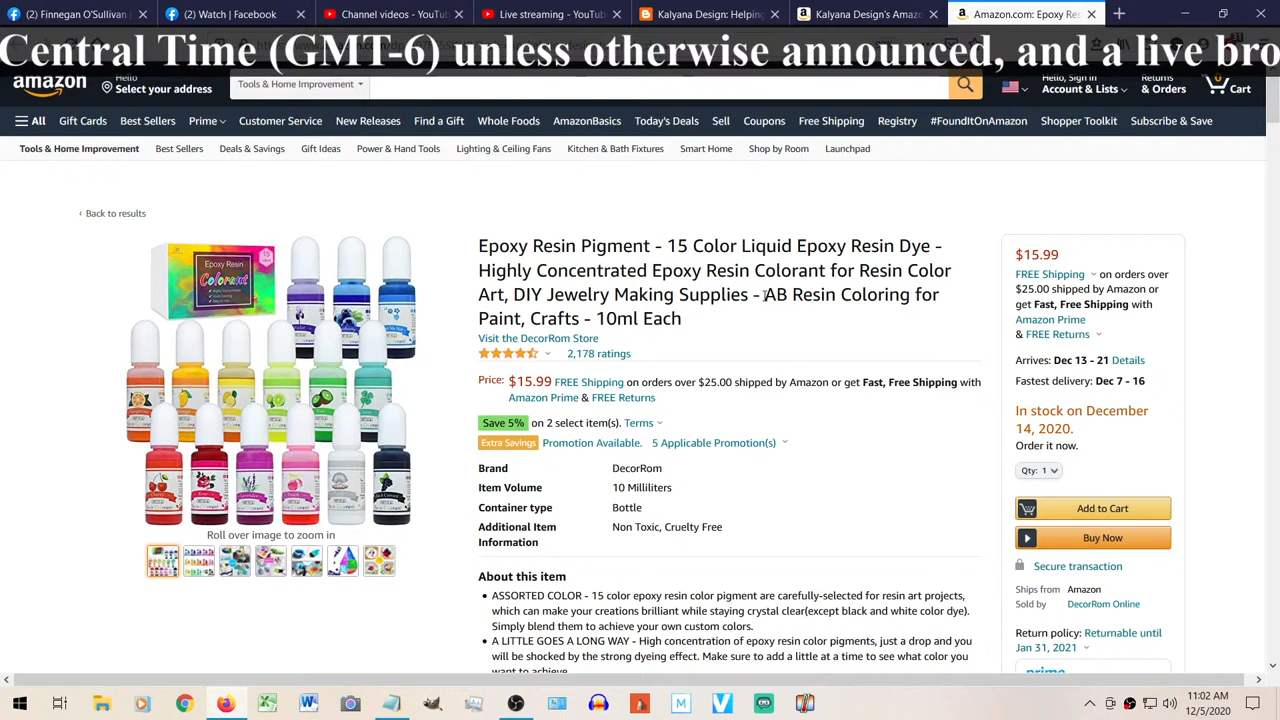 (2) Finnegan O'Sullivan
(2) Watch | Facebook
Channel videos - YouTu
Live streaming - YouTub
Kalyana Design: Helping
Kalyana Design's Amazo
Amazon.com: Epoxy Res
Central Time (GMT-6) unless otherwise announced, and a live bro
amazon
Hello
Select your address
Tools & Home Improvement
Hello, Sign in
Account & Lists
Returns
& Orders
0
Cart
All Gift Cards Best Sellers Prime Customer Service New Releases Find a Gift Whole Foods AmazonBasics Today's Deals Sell Coupons Free Shipping Registry #FoundItOnAmazon Shopper Toolkit Subscribe & Save
Tools & Home Improvement Best Sellers Deals & Savings Gift Ideas Power & Hand Tools Lighting & Ceiling Fans Kitchen & Bath Fixtures Smart Home Shop by Room Launchpad
‹ Back to results
Epoxy Resin
Colorant
Roll over image to zoom in
Epoxy Resin Pigment - 15 Color Liquid Epoxy Resin Dye -
Highly Concentrated Epoxy Resin Colorant for Resin Color
Art, DIY Jewelry Making Supplies - AB Resin Coloring for
Paint, Crafts - 10ml Each
Visit the DecorRom Store
2,178 ratings
Price: $15.99 FREE Shipping on orders over $25.00 shipped by Amazon or get Fast, Free Shipping with
Amazon Prime & FREE Returns
Save 5% on 2 select item(s). Terms
Extra Savings Promotion Available. 5 Applicable Promotion(s)
Brand DecorRom
Item Volume 10 Milliliters
Container type Bottle
Additional Item Non Toxic, Cruelty Free
Information
About this item
• ASSORTED COLOR - 15 color epoxy resin color pigment are carefully-selected for resin art projects,
which can make your creations brilliant while staying crystal clear(except black and white color dye).
Simply blend them to achieve your own custom colors.
• A LITTLE GOES A LONG WAY - High concentration of epoxy resin color pigments, just a drop and you
will be shocked by the strong dyeing effect. Make sure to add a little at a time to see what color you
want to achieve.
$15.99
FREE Shipping on orders over
$25.00 shipped by Amazon or
get Fast, Free Shipping with
Amazon Prime
& FREE Returns
Arrives: Dec 13 - 21 Details
Fastest delivery: Dec 7 - 16
In stock on December
14, 2020.
Order it now.
Qty: 1
Add to Cart
Buy Now
Secure transaction
Ships from Amazon
Sold by DecorRom Online
Return policy: Returnable until
Jan 31, 2021
prime
11:02 AM
12/5/2020